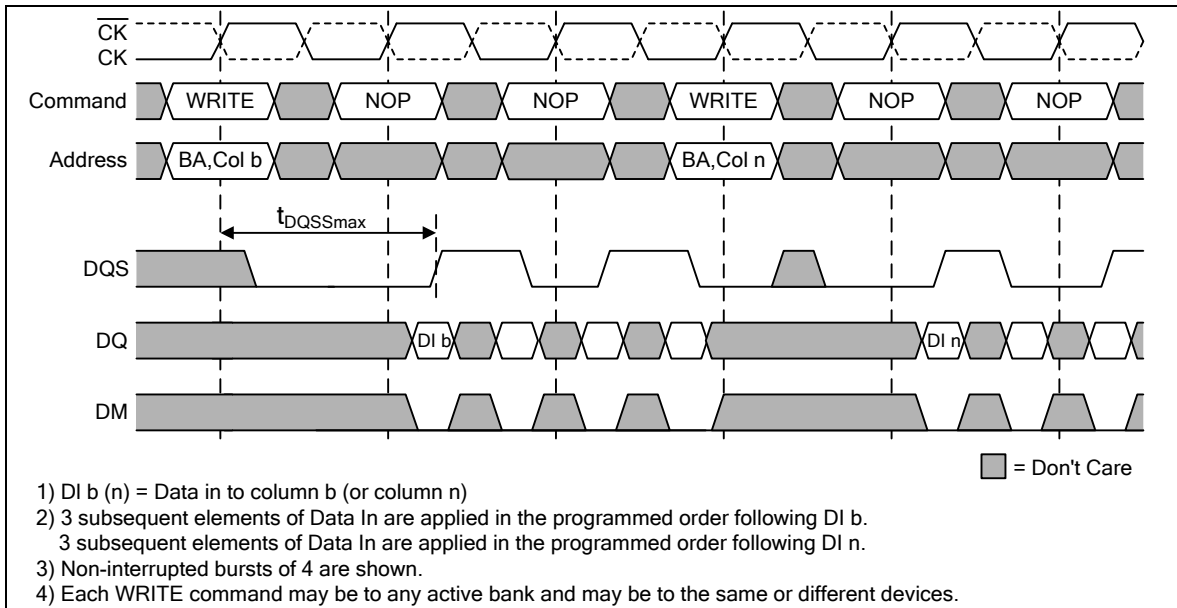 CK
CK
Command WRITE NOP NOP WRITE NOP NOP
Address BA,Col b BA,Col n
tDQSSmax
DQS
DQ DI b DI n
DM
= Don't Care
1) DI b (n) = Data in to column b (or column n)
2) 3 subsequent elements of Data In are applied in the programmed order following DI b.
3 subsequent elements of Data In are applied in the programmed order following DI n.
3) Non-interrupted bursts of 4 are shown.
4) Each WRITE command may be to any active bank and may be to the same or different devices.